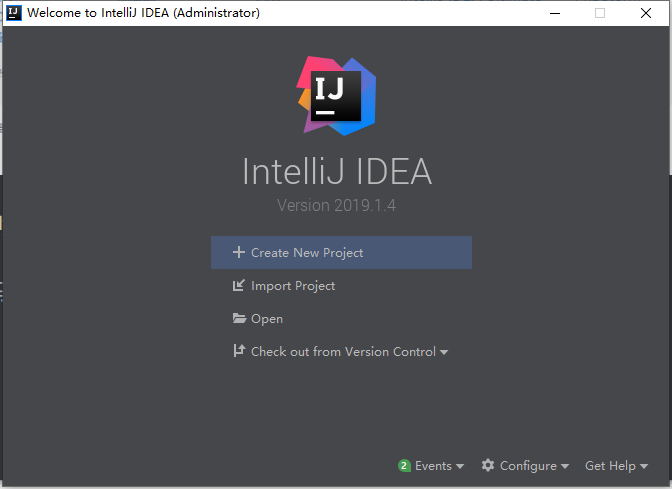 Welcome to IntelliJ IDEA (Administrator)
IJ
IntelliJ IDEA
Version 2019.1.4
Create New Project
Import Project
Open
Check out from Version Control
2 Events
Configure
Get Help